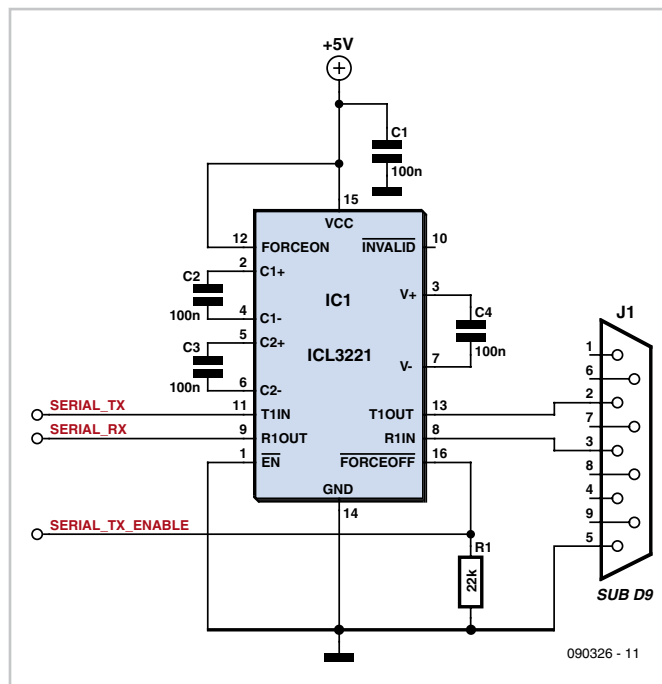 +5V
C1
100n
15
VCC
12 FORCEON INVALID 10
2 C1+
C2
100n
4 C1-
IC1
V+ 3
C4
100n
5 C2+
ICL3221
C3
100n
6 C2-
V- 7
SERIAL_TX 11 T1IN T1OUT 13
SERIAL_RX 9 R1OUT R1IN 8
1 EN FORCEOFF 16
GND
14
SERIAL_TX_ENABLE
R1
22k
J1
1
6
2
7
3
8
4
9
5
SUB D9
090326 - 11